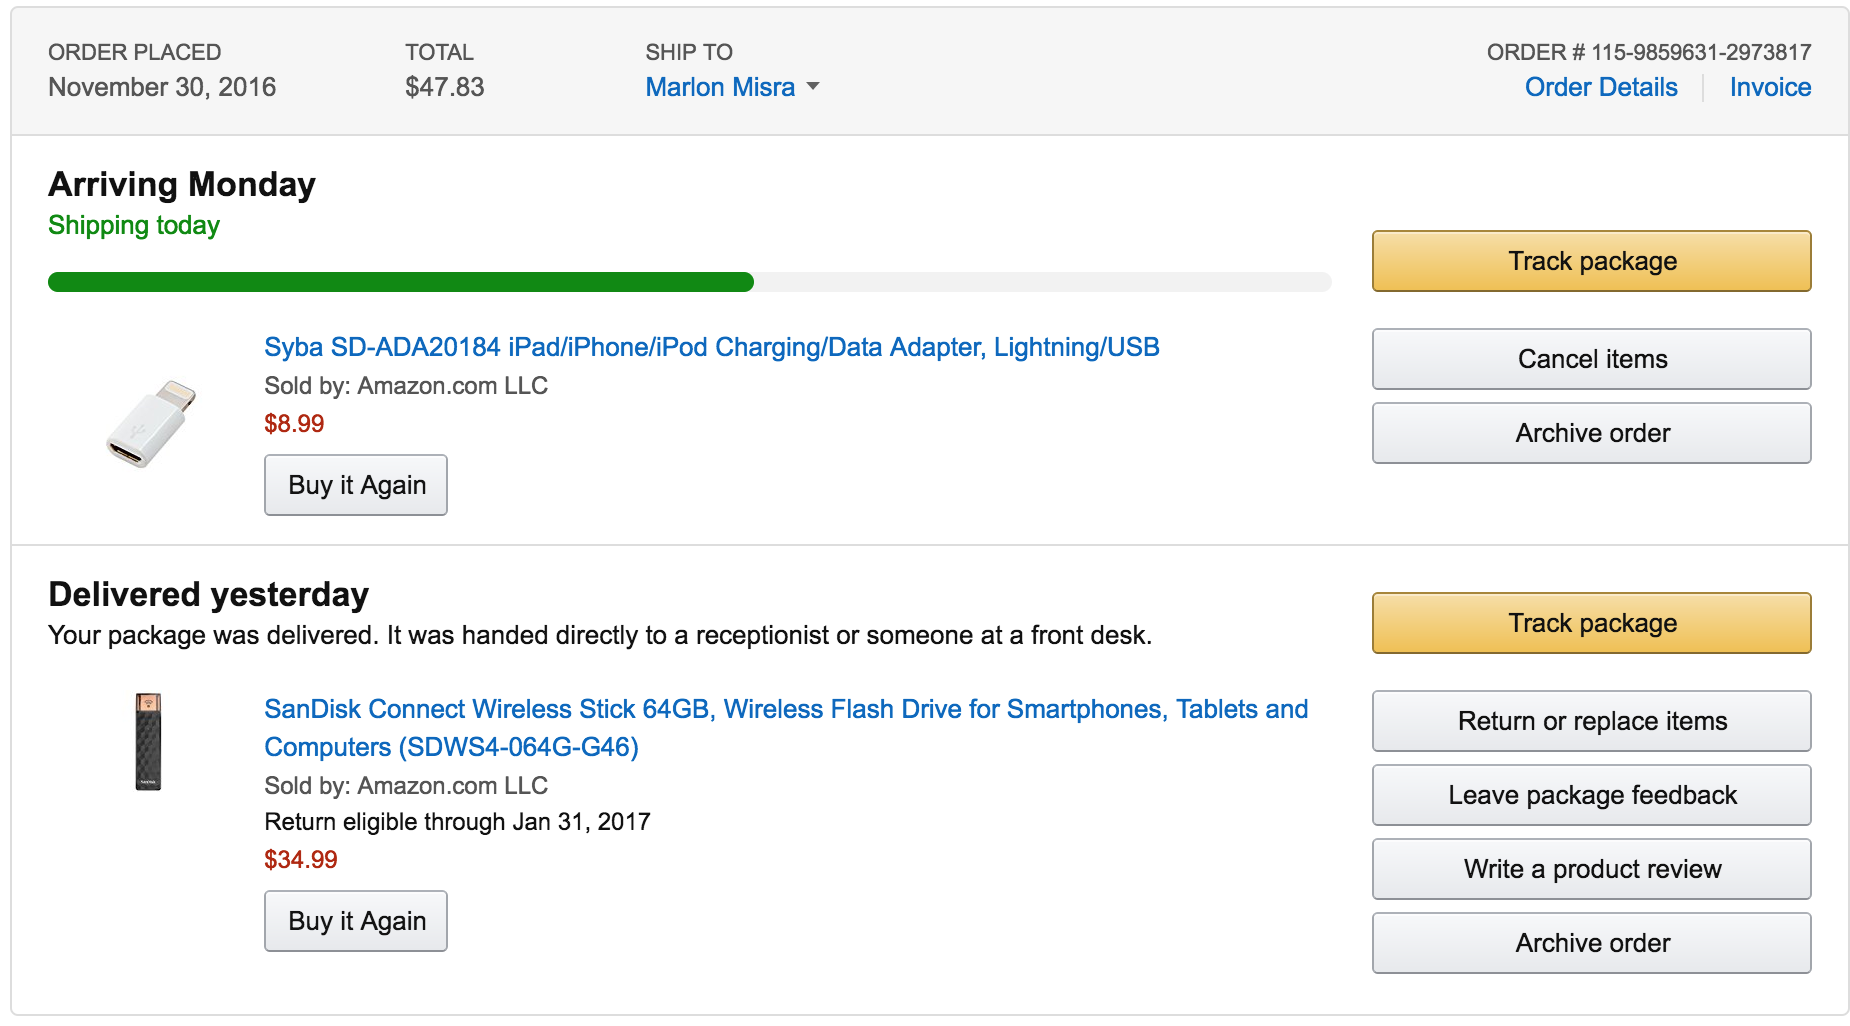 ORDER PLACED
November 30, 2016
TOTAL
$47.83
SHIP TO
Marlon Misra
ORDER # 115-9859631-2973817
Order Details
Invoice
Arriving Monday
Shipping today
Track package
Syba SD-ADA20184 iPad/iPhone/iPod Charging/Data Adapter, Lightning/USB
Sold by: Amazon.com LLC
$8.99
Buy it Again
Cancel items
Archive order
Delivered yesterday
Your package was delivered. It was handed directly to a receptionist or someone at a front desk.
SanDisk Connect Wireless Stick 64GB, Wireless Flash Drive for Smartphones, Tablets and
Computers (SDWS4-064G-G46)
Sold by: Amazon.com LLC
Return eligible through Jan 31, 2017
$34.99
Buy it Again
Track package
Return or replace items
Leave package feedback
Write a product review
Archive order